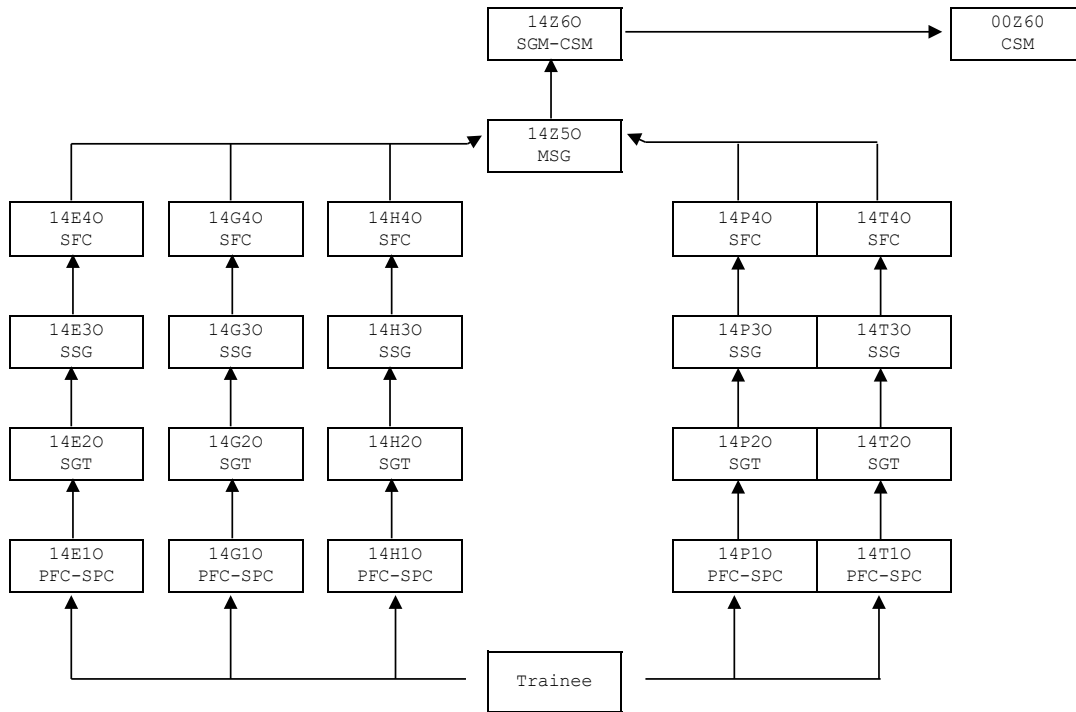 14Z6O
SGM-CSM
00Z60
CSM
14Z5O
MSG
14E4O
SFC
14G4O
SFC
14H4O
SFC
14P4O
SFC
14T4O
SFC
14E3O
SSG
14G3O
SSG
14H3O
SSG
14P3O
SSG
14T3O
SSG
14E2O
SGT
14G2O
SGT
14H2O
SGT
14P2O
SGT
14T2O
SGT
14E1O
PFC-SPC
14G1O
PFC-SPC
14H1O
PFC-SPC
14P1O
PFC-SPC
14T1O
PFC-SPC
Trainee